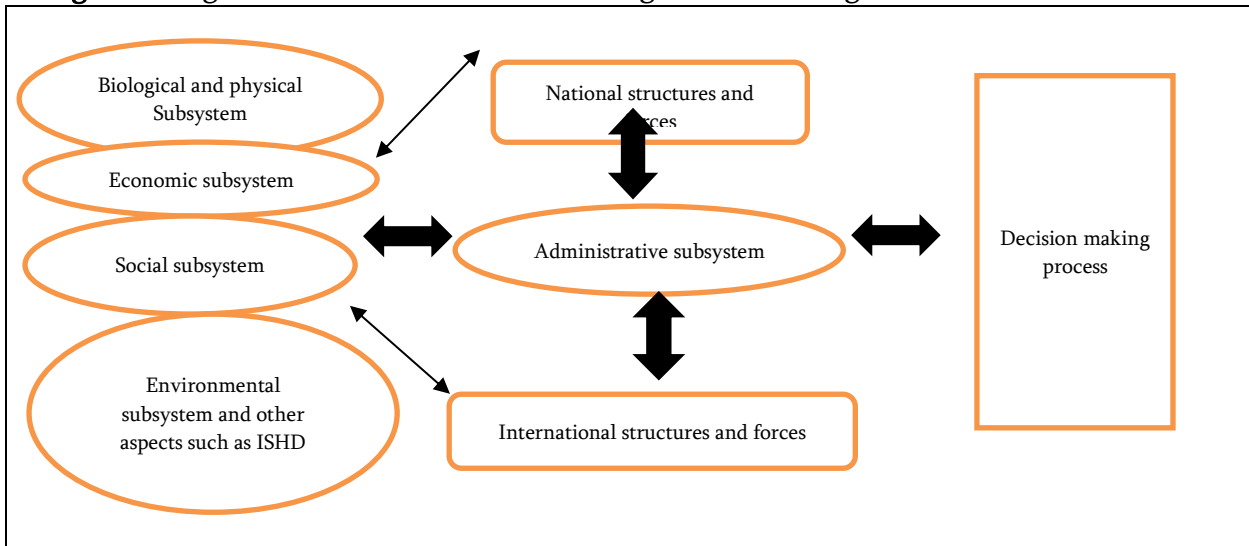 Biological and physical
Subsystem
Economic subsystem
Social subsystem
Environmental
subsystem and other
aspects such as ISHD
National structures and
rces
Administrative subsystem
International structures and forces
Decision making
process